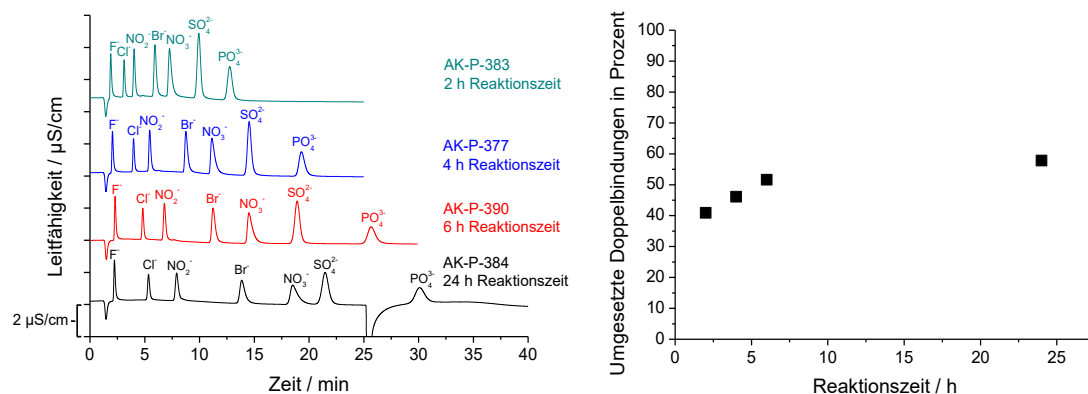 F⁻ Cl⁻ NO₂⁻ Br⁻ NO₃⁻ SO₄²⁻ PO₄³⁻
AK-P-383
2 h Reaktionszeit
F⁻ Cl⁻ NO₂⁻ Br⁻ NO₃⁻ SO₄²⁻ PO₄³⁻
AK-P-377
4 h Reaktionszeit
F⁻ Cl⁻ NO₂⁻ Br⁻ NO₃⁻ SO₄²⁻ PO₄³⁻
AK-P-390
6 h Reaktionszeit
F⁻ Cl⁻ NO₂⁻ Br⁻ NO₃⁻ SO₄²⁻ PO₄³⁻
AK-P-384
24 h Reaktionszeit
Leitfähigkeit / µS/cm
2 µS/cm
0 5 10 15 20 25 30 35 40
Zeit / min
Umgesetzte Doppelbindungen in Prozent
100
90
80
70
60
50
40
30
20
10
0
0 5 10 15 20 25
Reaktionszeit / h